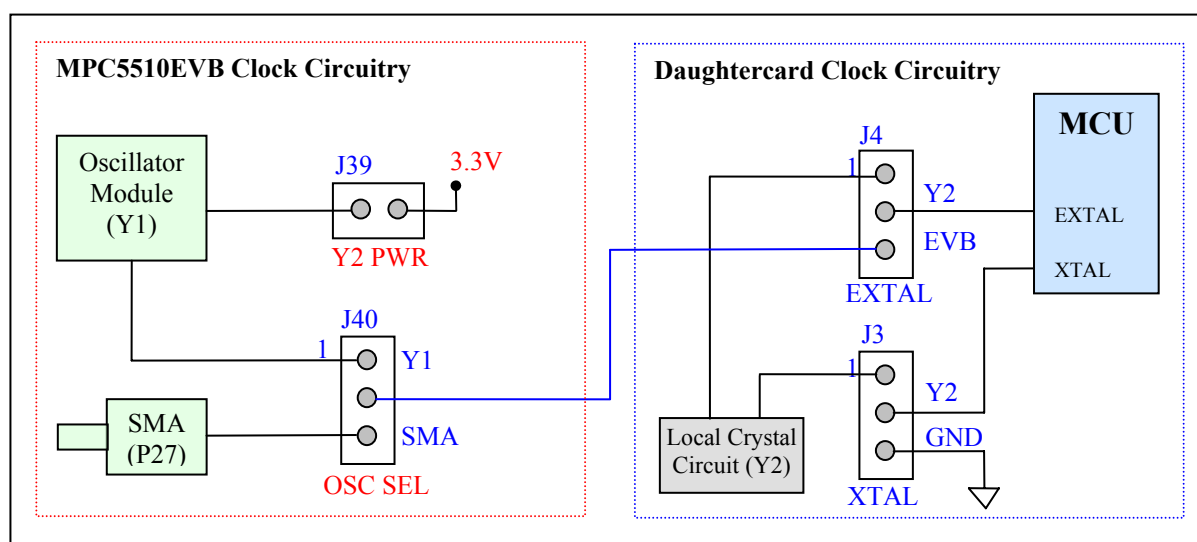 MPC5510EVB Clock Circuitry
Oscillator
Module
(Y1)
J39
3.3V
Y2 PWR
J40
1
Y1
SMA
OSC SEL
SMA
(P27)
Daughtercard Clock Circuitry
J4
1
Y2
EVB
EXTAL
MCU
EXTAL
XTAL
J3
1
Y2
GND
XTAL
Local Crystal
Circuit (Y2)